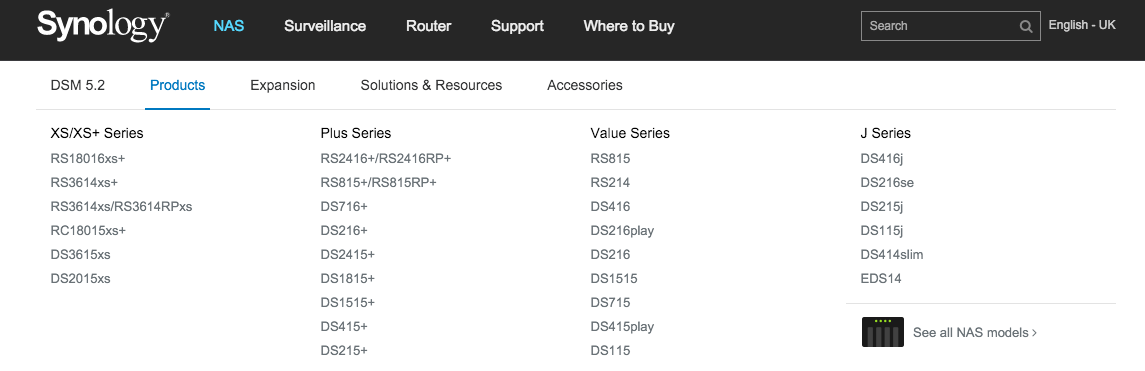 Synology®
NAS
Surveillance
Router
Support
Where to Buy
Search
English - UK
DSM 5.2
Products
Expansion
Solutions & Resources
Accessories
XS/XS+ Series
RS18016xs+
RS3614xs+
RS3614xs/RS3614RPxs
RC18015xs+
DS3615xs
DS2015xs
Plus Series
RS2416+/RS2416RP+
RS815+/RS815RP+
DS716+
DS216+
DS2415+
DS1815+
DS1515+
DS415+
DS215+
Value Series
RS815
RS214
DS416
DS216play
DS216
DS1515
DS715
DS415play
DS115
J Series
DS416j
DS216se
DS215j
DS115j
DS414slim
EDS14
See all NAS models ›